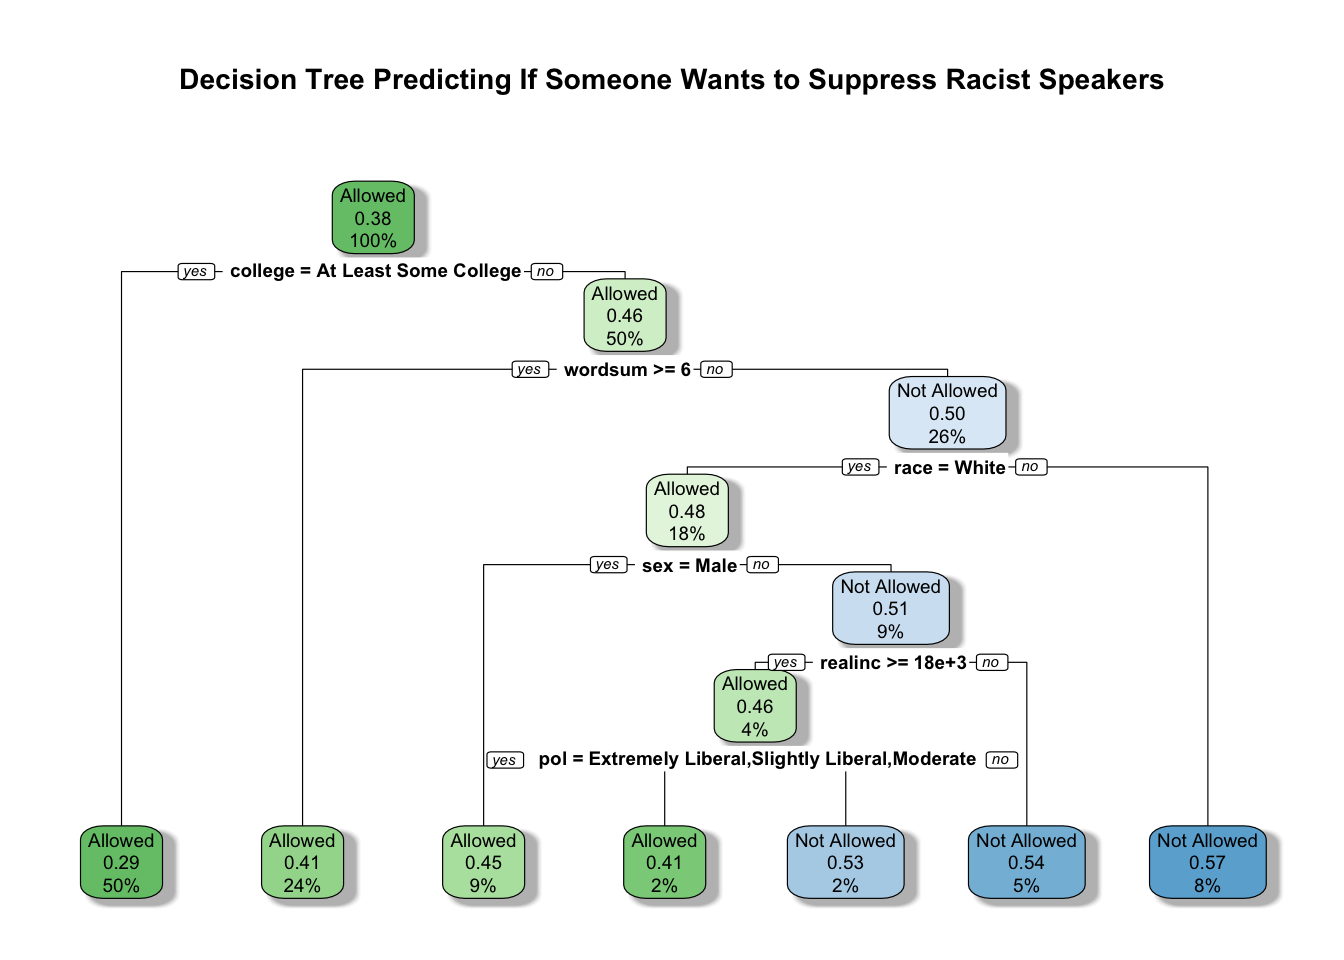 Decision Tree Predicting If Someone Wants to Suppress Racist Speakers
Allowed
0.38
100%
yes
college = At Least Some College
no
Allowed
0.46
50%
yes
wordsum >= 6
no
Not Allowed
0.50
26%
yes
race = White
no
Allowed
0.48
18%
yes
sex = Male
no
Not Allowed
0.51
9%
yes
realinc >= 18e+3
no
Allowed
0.46
4%
yes
pol = Extremely Liberal,Slightly Liberal,Moderate
no
Allowed
0.29
50%
Allowed
0.41
24%
Allowed
0.45
9%
Allowed
0.41
2%
Not Allowed
0.53
2%
Not Allowed
0.54
5%
Not Allowed
0.57
8%